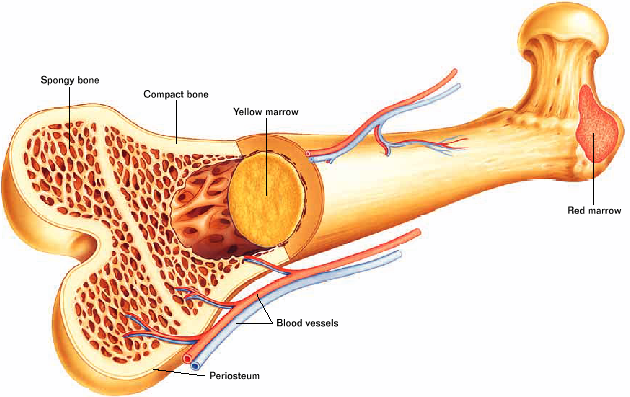 Spongy bone
Compact bone
Yellow marrow
Red marrow
Blood vessels
Periosteum